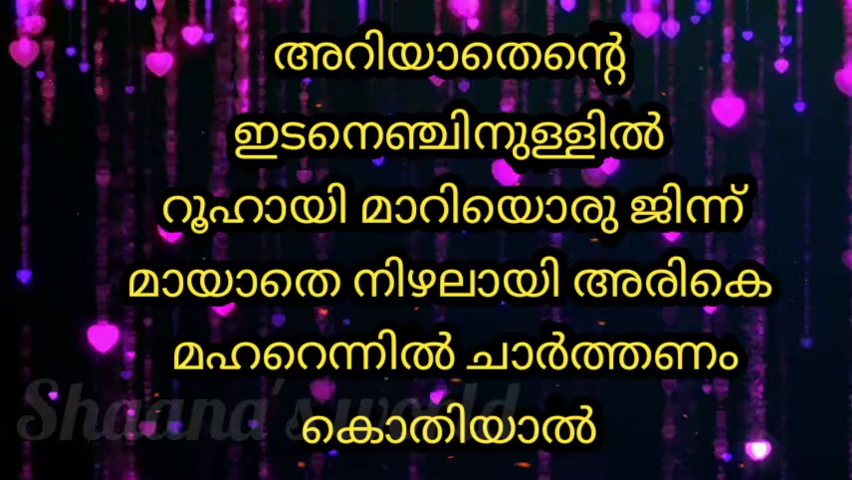 അറിയാതെന്റെ
ഇടനെഞ്ചിനുള്ളിൽ
റൂഹായി മാറിയൊരു ജിന്ന്
മായാതെ നിഴലായി അരികെ
മഹറെന്നിൽ ചാർത്തണം
കൊതിയാൽ
Shaana's world